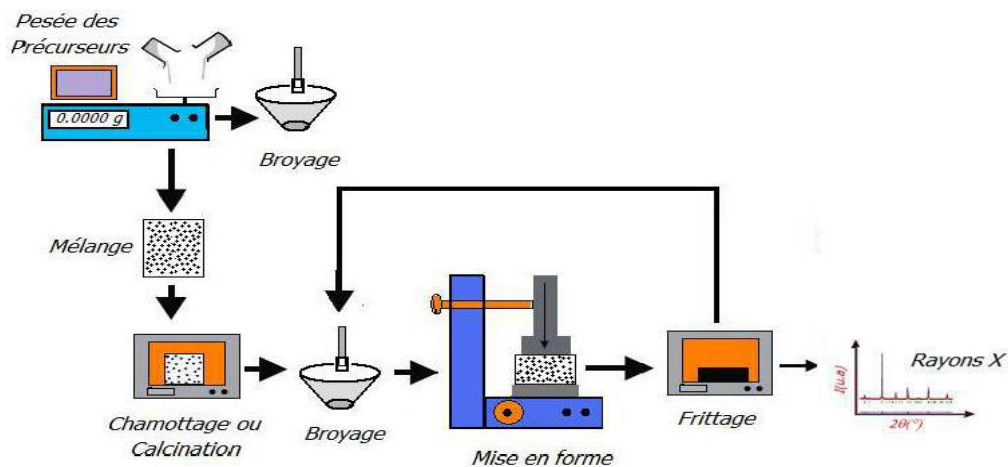 Pesée des
Précurseurs
0.0000 g
Broyage
Mélange
Chamottage ou
Calcination
Broyage
Mise en forme
Frittage
Rayons X
I(u.a)
2θ(°)